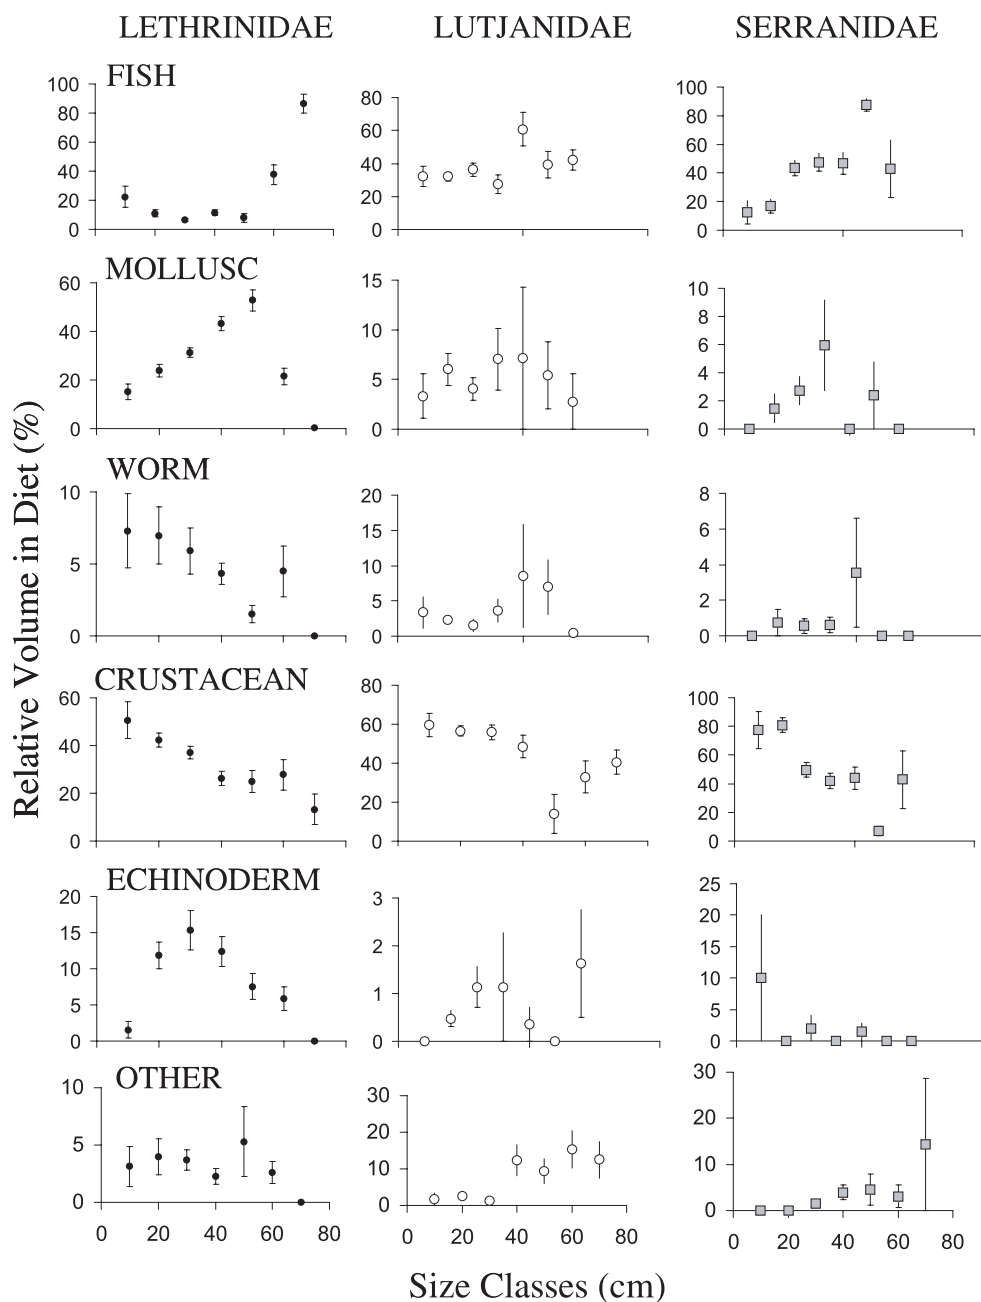 LETHRINIDAE LUTJANIDAE SERRANIDAE
FISH
100 80 60 40 20 0
80 60 40 20 0
100 80 60 40 20 0
MOLLUSC
60 40 20 0
15 10 5 0
10 8 6 4 2 0
WORM
10 5 0
20 15 10 5 0
8 6 4 2 0
CRUSTACEAN
60 40 20 0
80 60 40 20 0
100 80 60 40 20 0
ECHINODERM
20 15 10 5 0
3 2 1 0
25 20 15 10 5 0
OTHER
10 5 0
30 20 10 0
30 20 10 0
0 20 40 60 80 0 20 40 60 80 0 20 40 60 80
Relative Volume in Diet (%)
Size Classes (cm)